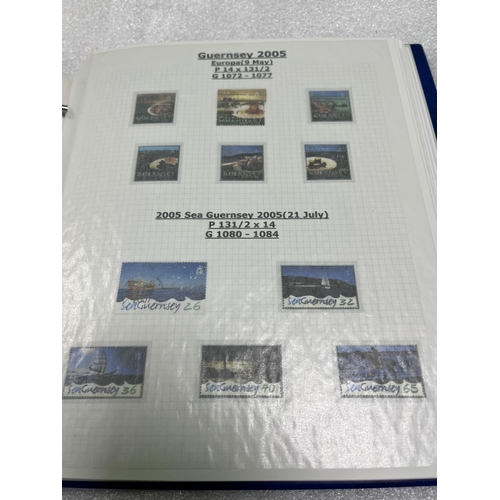 Guernsey 2005
Europa(9 May)
P 14 x 131/2
G 1072 - 1077
2005 Sea Guernsey 2005(21 July)
P 131/2 x 14
G 1080 - 1084
SeaGuernsey 26
SeaGuernsey 32
SeaGuernsey 36
SeaGuernsey 40
SeaGuernsey 65